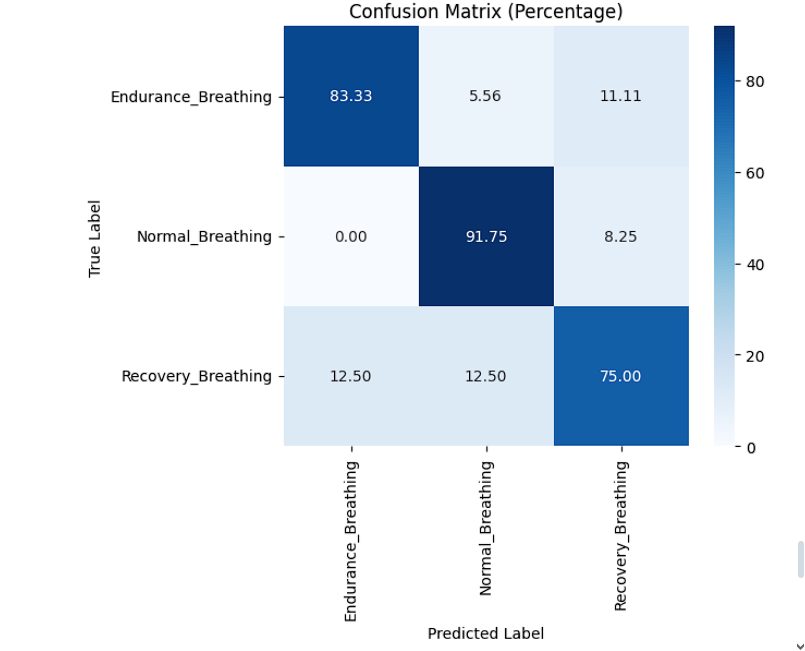 Confusion Matrix (Percentage)
Endurance_Breathing 83.33 5.56 11.11
Normal_Breathing 0.00 91.75 8.25
Recovery_Breathing 12.50 12.50 75.00
80
60
40
20
0
True Label
Endurance_Breathing
Normal_Breathing
Recovery_Breathing
Predicted Label